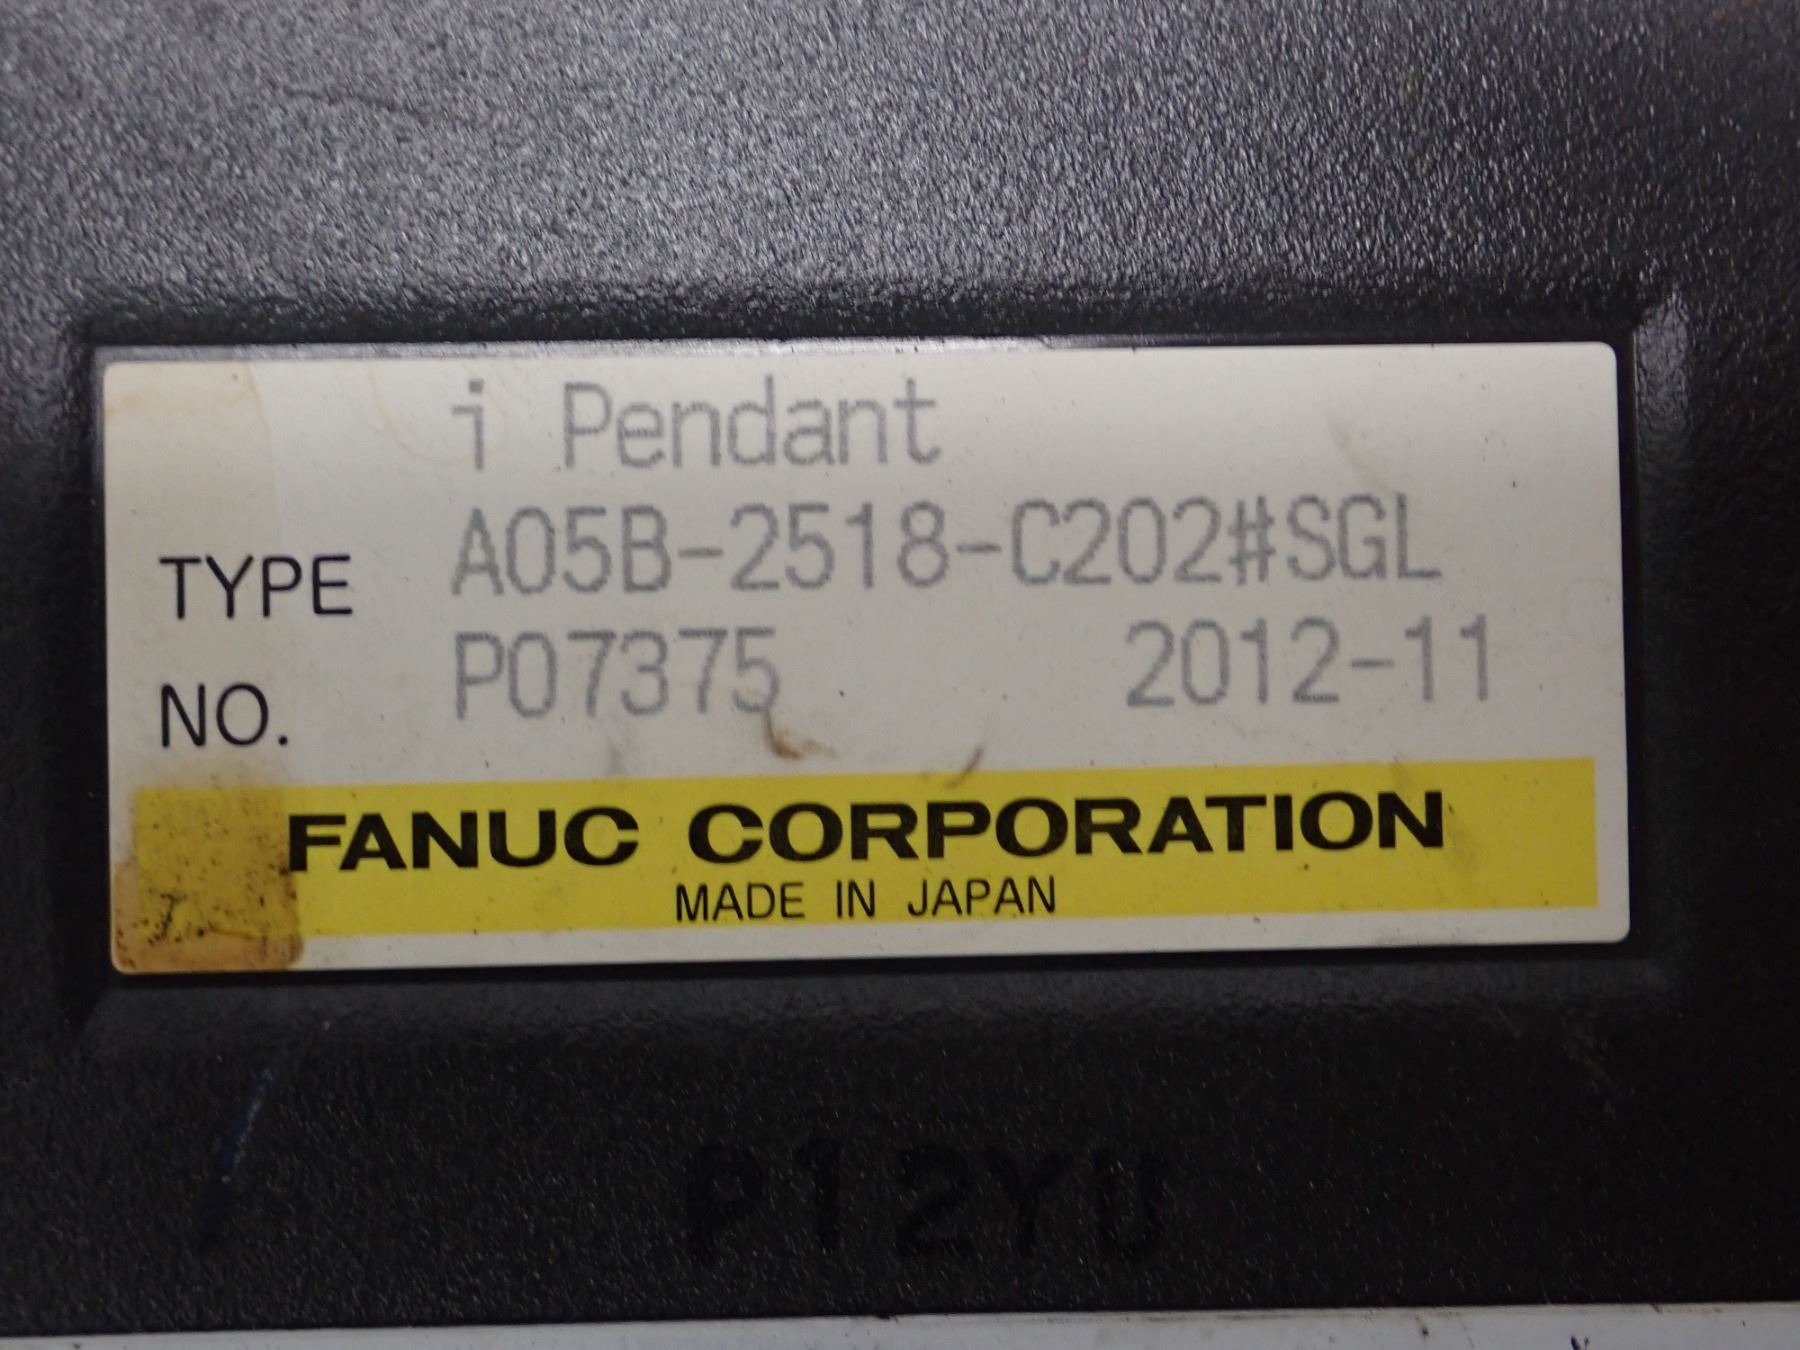 i Pendant
TYPE A05B-2518-C202#SGL
NO. P07375 2012-11
FANUC CORPORATION
MADE IN JAPAN
P12YU